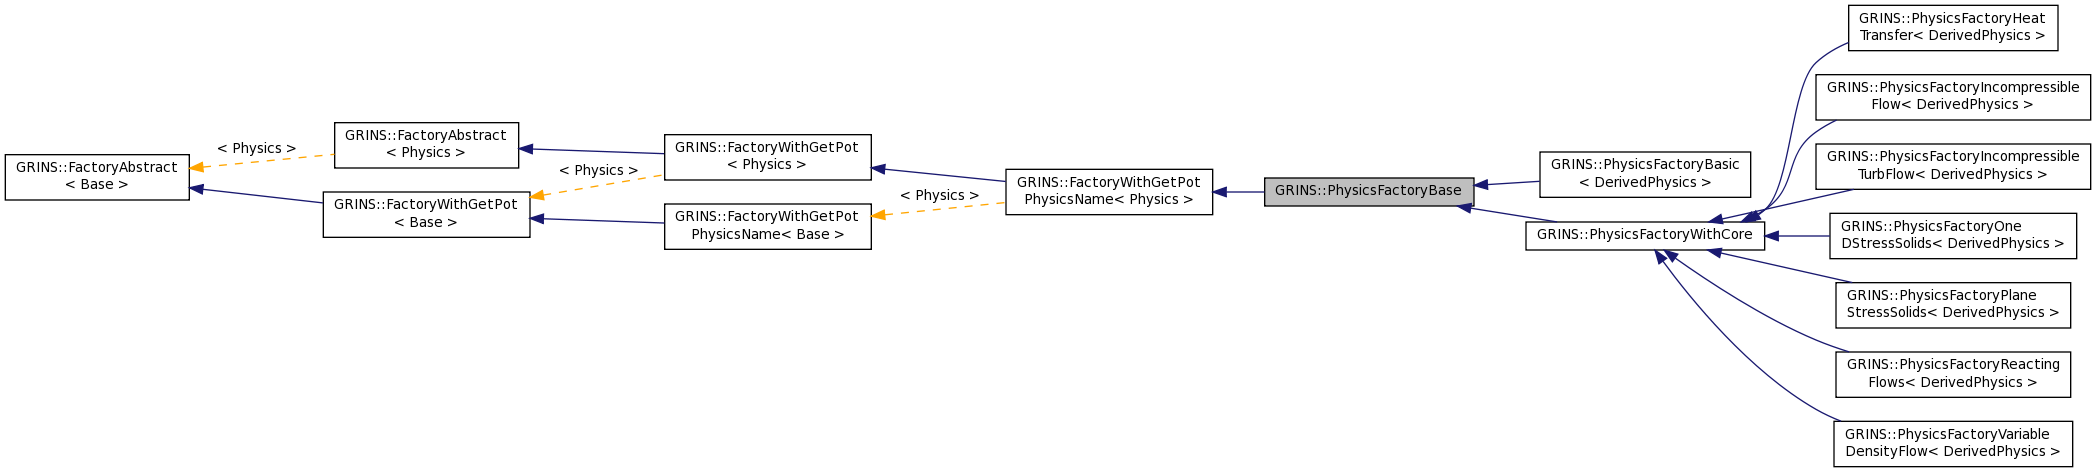 GRINS::FactoryAbstract
< Base >
< Physics >
GRINS::FactoryAbstract
< Physics >
GRINS::FactoryWithGetPot
< Base >
< Physics >
GRINS::FactoryWithGetPot
< Physics >
GRINS::FactoryWithGetPot
PhysicsName< Base >
< Physics >
GRINS::FactoryWithGetPot
PhysicsName< Physics >
GRINS::PhysicsFactoryBase
GRINS::PhysicsFactoryBasic
< DerivedPhysics >
GRINS::PhysicsFactoryWithCore
GRINS::PhysicsFactoryHeat
Transfer< DerivedPhysics >
GRINS::PhysicsFactoryIncompressible
Flow< DerivedPhysics >
GRINS::PhysicsFactoryIncompressible
TurbFlow< DerivedPhysics >
GRINS::PhysicsFactoryOne
DStressSolids< DerivedPhysics >
GRINS::PhysicsFactoryPlane
StressSolids< DerivedPhysics >
GRINS::PhysicsFactoryReacting
Flows< DerivedPhysics >
GRINS::PhysicsFactoryVariable
DensityFlow< DerivedPhysics >